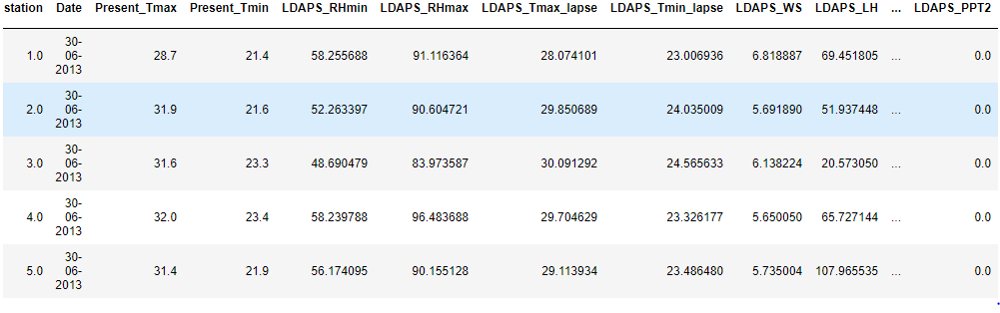 station Date Present_Tmax Present_Tmin LDAPS_RHmin LDAPS_RHmax LDAPS_Tmax_lapse LDAPS_Tmin_lapse LDAPS_WS LDAPS_LH ... LDAPS_PPT2
1.0 30-06-2013 28.7 21.4 58.255688 91.116364 28.074101 23.006936 6.818887 69.451805 ... 0.0
2.0 30-06-2013 31.9 21.6 52.263397 90.604721 29.850689 24.035009 5.691890 51.937448 ... 0.0
3.0 30-06-2013 31.6 23.3 48.690479 83.973587 30.091292 24.565633 6.138224 20.573050 ... 0.0
4.0 30-06-2013 32.0 23.4 58.239788 96.483688 29.704629 23.326177 5.650050 65.727144 ... 0.0
5.0 30-06-2013 31.4 21.9 56.174095 90.155128 29.113934 23.486480 5.735004 107.965535 ... 0.0